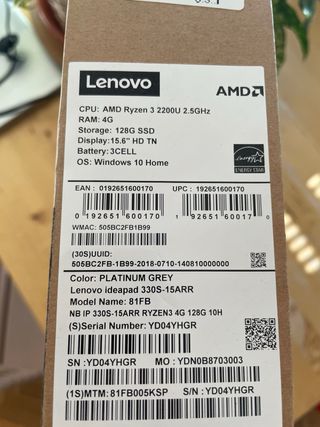 Lenovo
AMD
CPU: AMD Ryzen 3 2200U 2.5GHz
RAM: 4G
Storage: 128G SSD
Display:15.6" HD TN
Battery:3CELL
OS: Windows 10 Home
ENERGY STAR
EAN : 0192651600170
UPC : 192651600170
0 192651 600170
1 92651 60017 0
WMAC: 505BC2FB1B99
(30S)UUID:
505BC2FB-1B99-2018-0710-140810000000
Color: PLATINUM GREY
Lenovo ideapad 330S-15ARR
Model Name: 81FB
NB IP 330S-15ARR RYZEN3 4G 128G 10H
(S)Serial Number: YD04YHGR
SN :YD04YHGR
MO: YDN0B8703003
(1S)MTM: 81FB005KSP
S/N :YD04YHGR